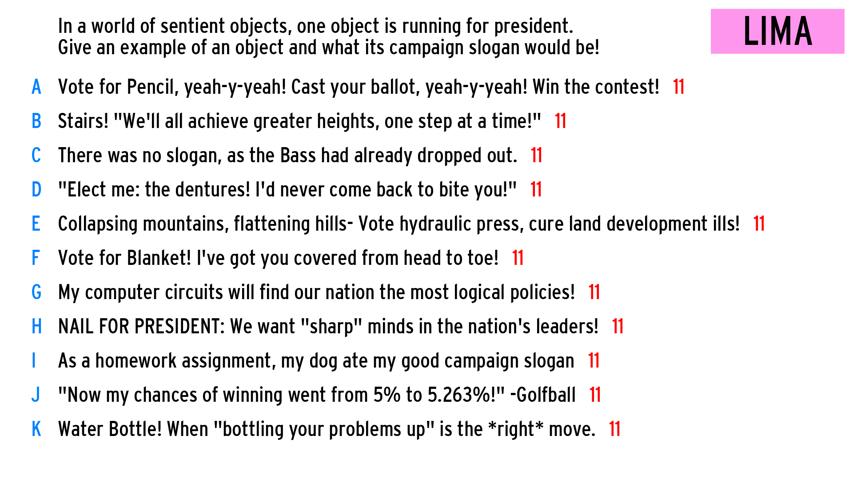 In a world of sentient objects, one object is running for president.
Give an example of an object and what its campaign slogan would be!
LIMA
A Vote for Pencil, yeah-y-yeah! Cast your ballot, yeah-y-yeah! Win the contest! 11
B Stairs! "We'll all achieve greater heights, one step at a time!" 11
C There was no slogan, as the Bass had already dropped out. 11
D "Elect me: the dentures! I'd never come back to bite you!" 11
E Collapsing mountains, flattening hills- Vote hydraulic press, cure land development ills! 11
F Vote for Blanket! I've got you covered from head to toe! 11
G My computer circuits will find our nation the most logical policies! 11
H NAIL FOR PRESIDENT: We want "sharp" minds in the nation's leaders! 11
I As a homework assignment, my dog ate my good campaign slogan 11
J "Now my chances of winning went from 5% to 5.263%!" -Golfball 11
K Water Bottle! When "bottling your problems up" is the *right* move. 11